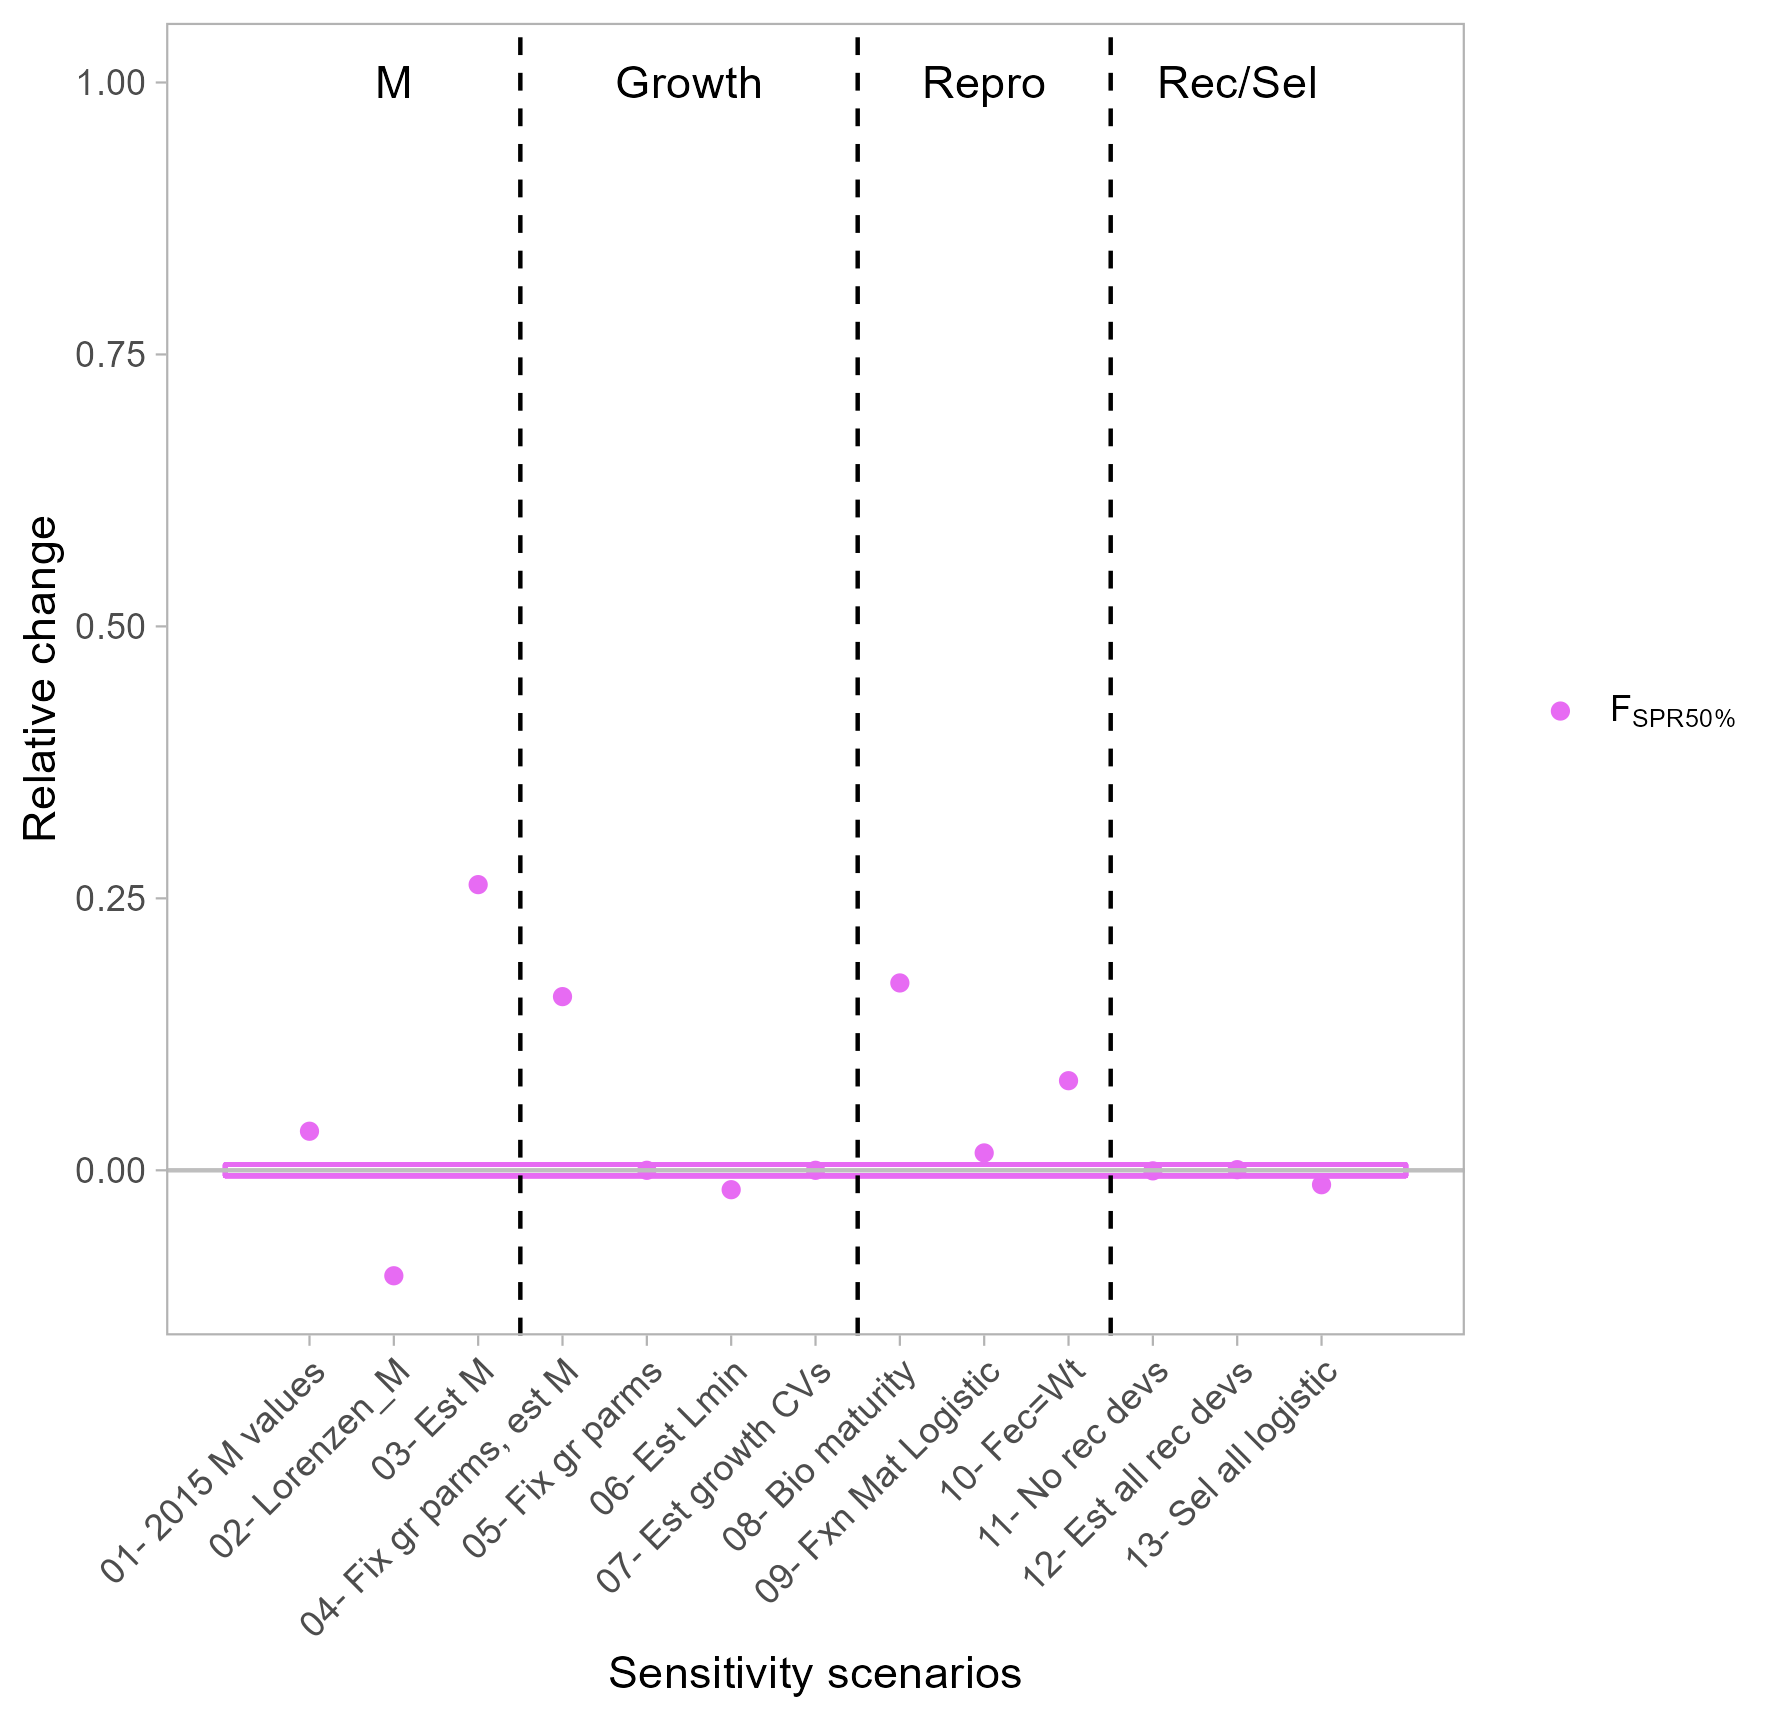 M
Growth
Repro
Rec/Sel
1.00
0.75
0.50
0.25
0.00
Relative change
F SPR50%
01- 2015 M values
02- Lorenzen_M
03- Est M
04- Fix gr parms, est M
05- Fix gr parms
06- Est Lmin
07- Est growth CVs
08- Bio maturity
09- Fxn Mat Logistic
10- Fec=Wt
11- No rec devs
12- Est all rec devs
13- Sel all logistic
Sensitivity scenarios